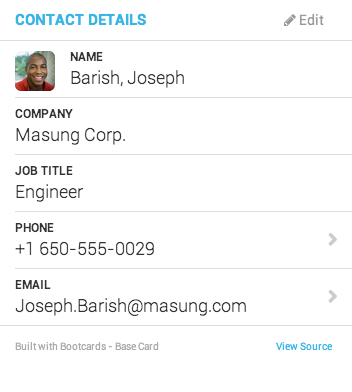 CONTACT DETAILS Edit
NAME
Barish, Joseph
COMPANY
Masung Corp.
JOB TITLE
Engineer
PHONE
+1 650-555-0029
EMAIL
Joseph.Barish@masung.com
Built with Bootcards - Base Card View Source